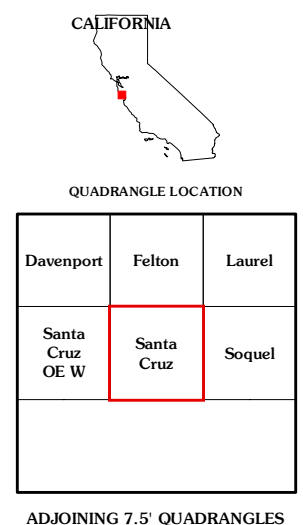 CALIFORNIA
QUADRANGLE LOCATION
Davenport
Felton
Laurel
Santa
Cruz
OE W
Santa
Cruz
Soquel
ADJOINING 7.5' QUADRANGLES